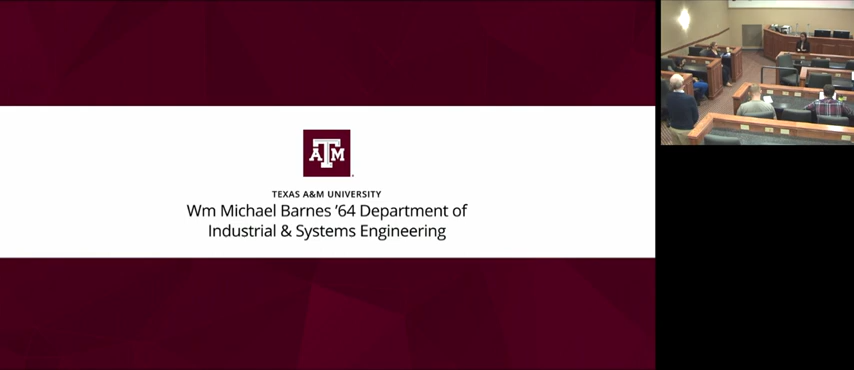 ATM
TEXAS A&M UNIVERSITY
Wm Michael Barnes ’64 Department of
Industrial & Systems Engineering